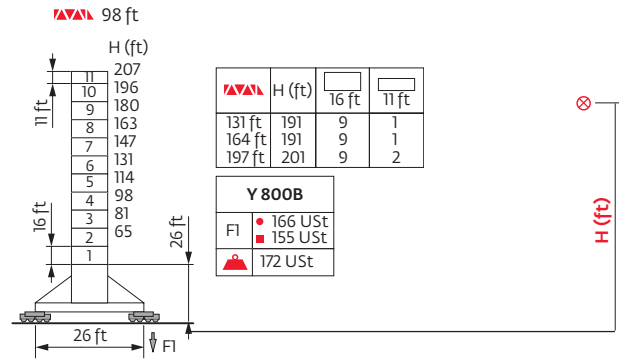 98 ft
H (ft)
11 207
10 196
9 180
8 163
7 147
6 131
5 114
4 98
3 81
2 65
1
11 ft
16 ft
26 ft
26 ft
F1
H (ft) 16 ft 11 ft
131 ft 191 9 1
164 ft 191 9 1
197 ft 201 9 2
Y 800B
F1 ● 166 USt
■ 155 USt
172 USt
H (ft)